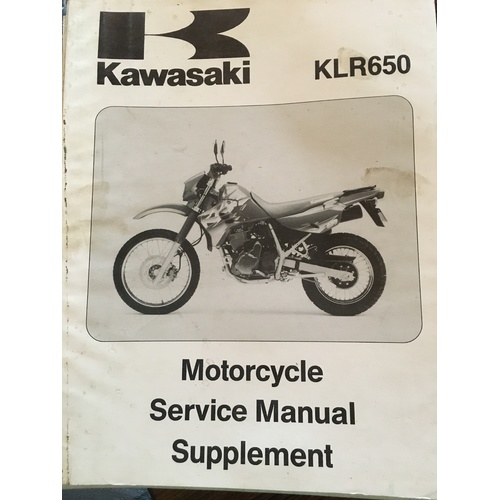 Kawasaki
KLR650
Motorcycle
Service Manual
Supplement